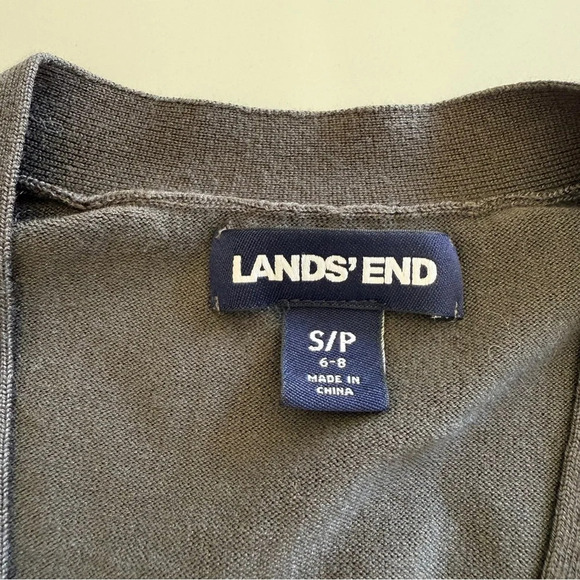 LANDS' END
S/P
6-8
MADE IN
CHINA